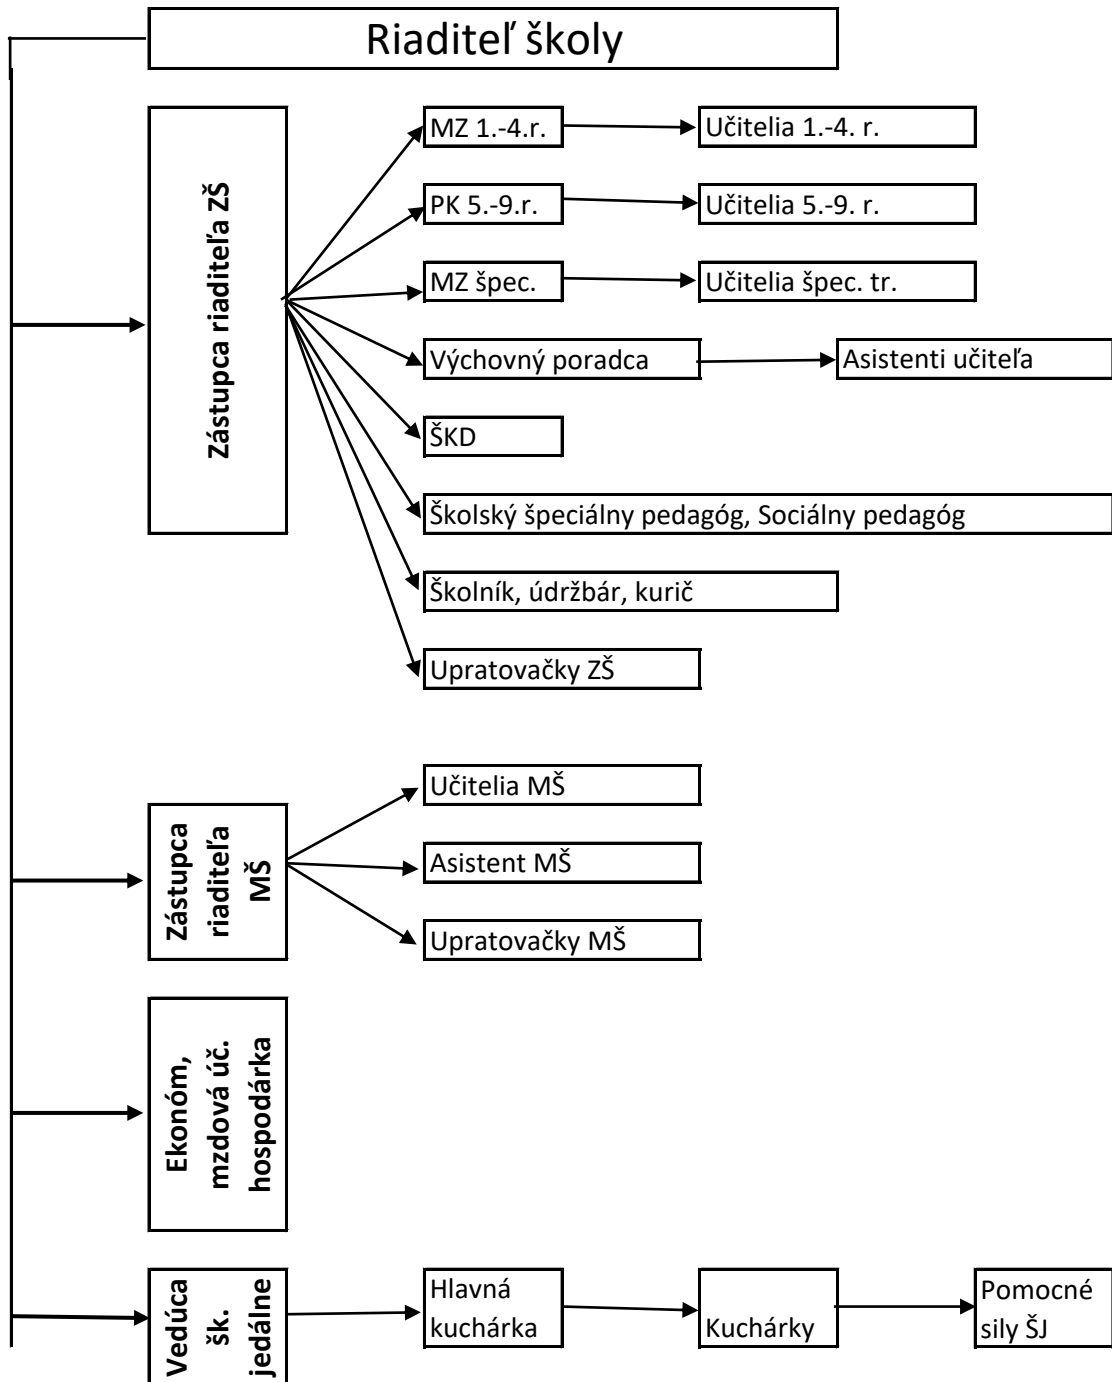 Riaditeľ školy
Zástupca riaditeľa ZŠ
MZ 1.-4.r.
Učitelia 1.-4. r.
PK 5.-9.r.
Učitelia 5.-9. r.
MZ špec.
Učitelia špec. tr.
Výchovný poradca
Asistenti učiteľa
ŠKD
Školský špeciálny pedagóg, Sociálny pedagóg
Školník, údržbár, kurič
Upratovačky ZŠ
Zástupca
riaditeľa
MŠ
Učitelia MŠ
Asistent MŠ
Upratovačky MŠ
Ekonóm,
mzdová úč.
hospodárka
Vedúca
šk.
jedálne
Hlavná
kuchárka
Kuchárky
Pomocné
sily ŠJ